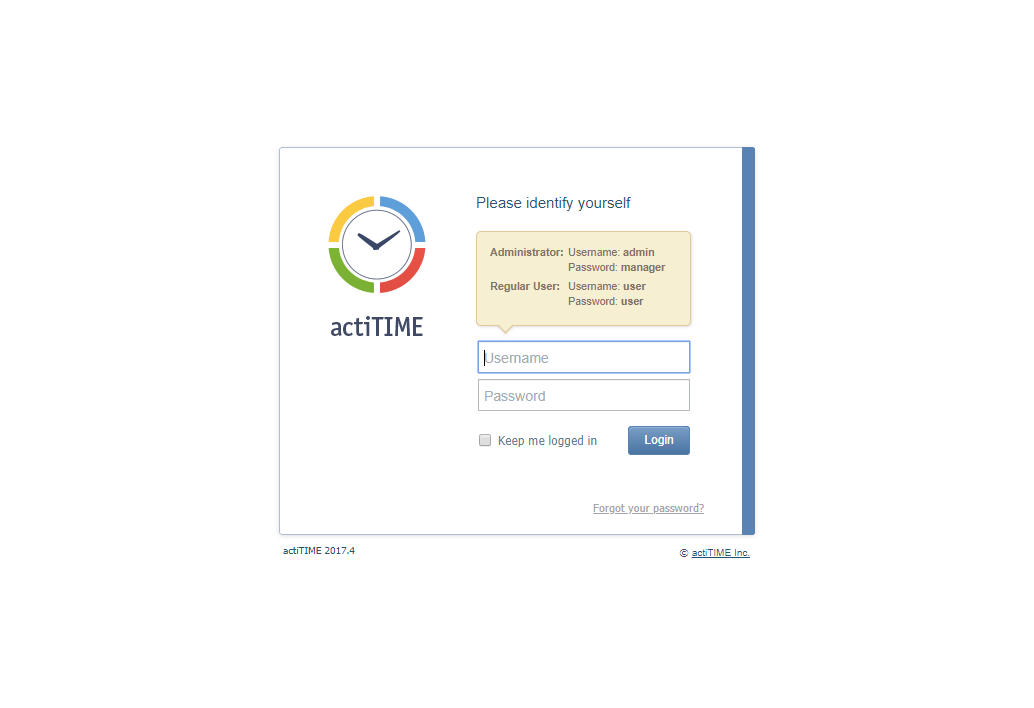 Please identify yourself
Administrator: Username: admin
Password: manager
Regular User: Username: user
Password: user
actiTIME
Username
Password
Keep me logged in Login
Forgot your password?
actiTIME 2017.4
© actiTIME Inc.